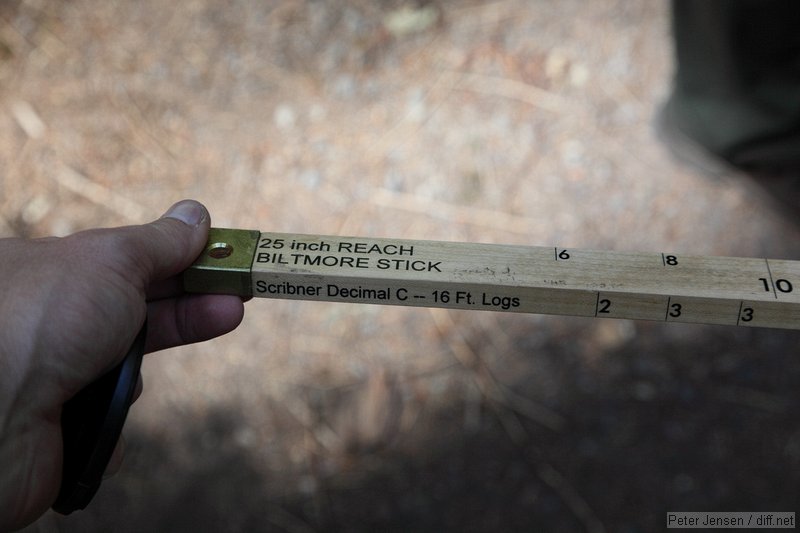 25 inch REACH
BILTMORE STICK
6 8 10
Scribner Decimal C -- 16 Ft. Logs
2 3 3
Peter Jensen / diff.net